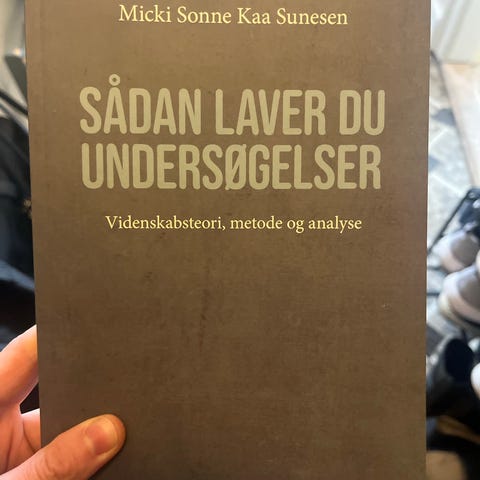 Micki Sonne Kaa Sunesen
SÅDAN LAVER DU
UNDERSØGELSER
Videnskabsteori, metode og analyse